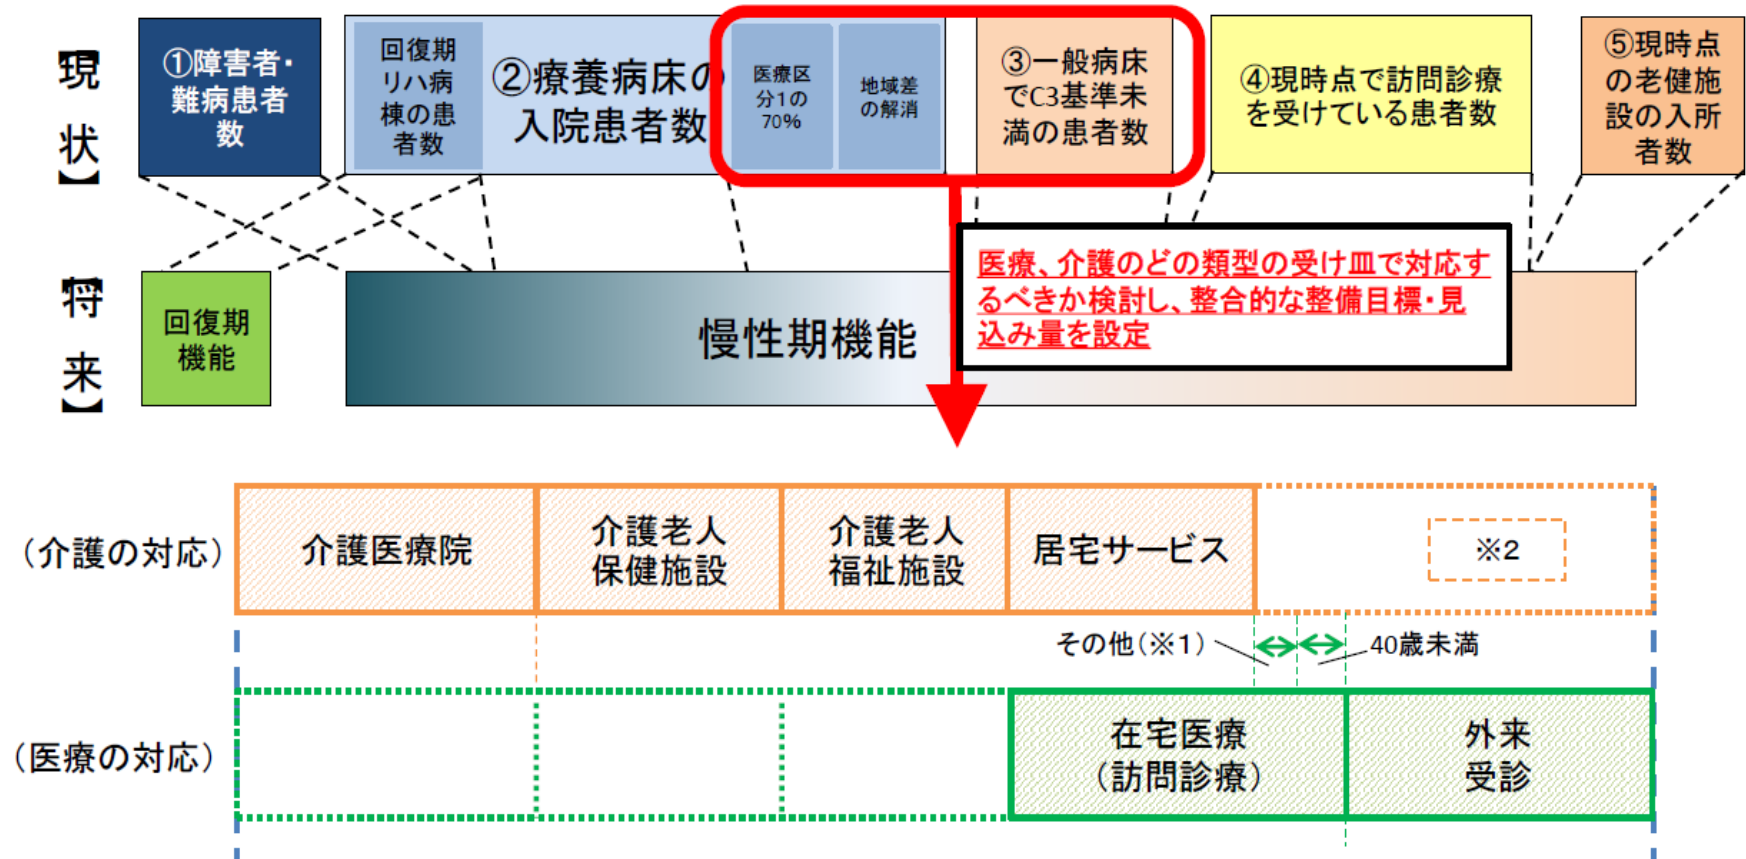 【現状】
①障害者・
難病患者
数
回復期
リハ病
棟の患
者数
②療養病床の
入院患者数
医療区
分1の
70%
地域差
の解消
③一般病床
でC3基準未
満の患者数
④現時点で訪問診療
を受けている患者数
⑤現時点
の老健施
設の入所
者数
【将来】
回復期
機能
慢性期機能
医療、介護のどの類型の受け皿で対応す
るべきか検討し、整合的な整備目標・見
込み量を設定
（介護の対応）
介護医療院
介護老人
保健施設
介護老人
福祉施設
居宅サービス
※2
その他（※1）
40歳未満
（医療の対応）
在宅医療
（訪問診療）
外来
受診